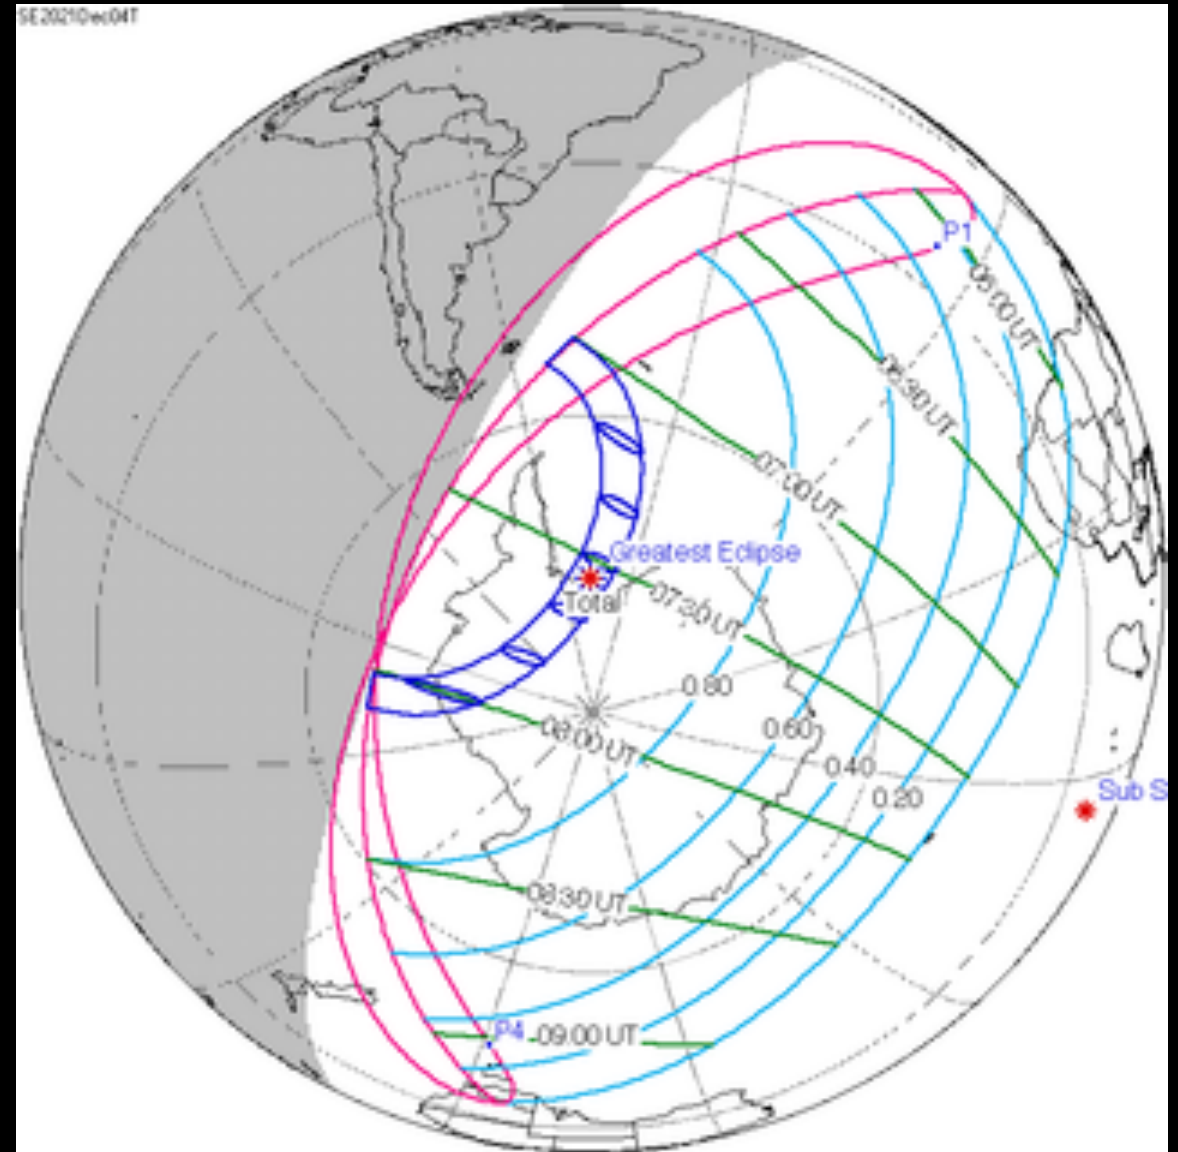 SE2021Dec04T
P1
06:00 UT
06:30 UT
07:00 UT
Greatest Eclipse
Total
07:30 UT
0.80
0.60
0.40
0.20
08:00 UT
Sub S
08:30 UT
P4
09:00 UT